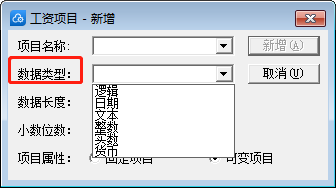 工资项目 - 新增
项目名称:
新增(A)
数据类型:
取消(U)
数据长度:
逻辑
日期
文本
整数
实数
货币
小数位数:
项目属性: 固定项目 可变项目